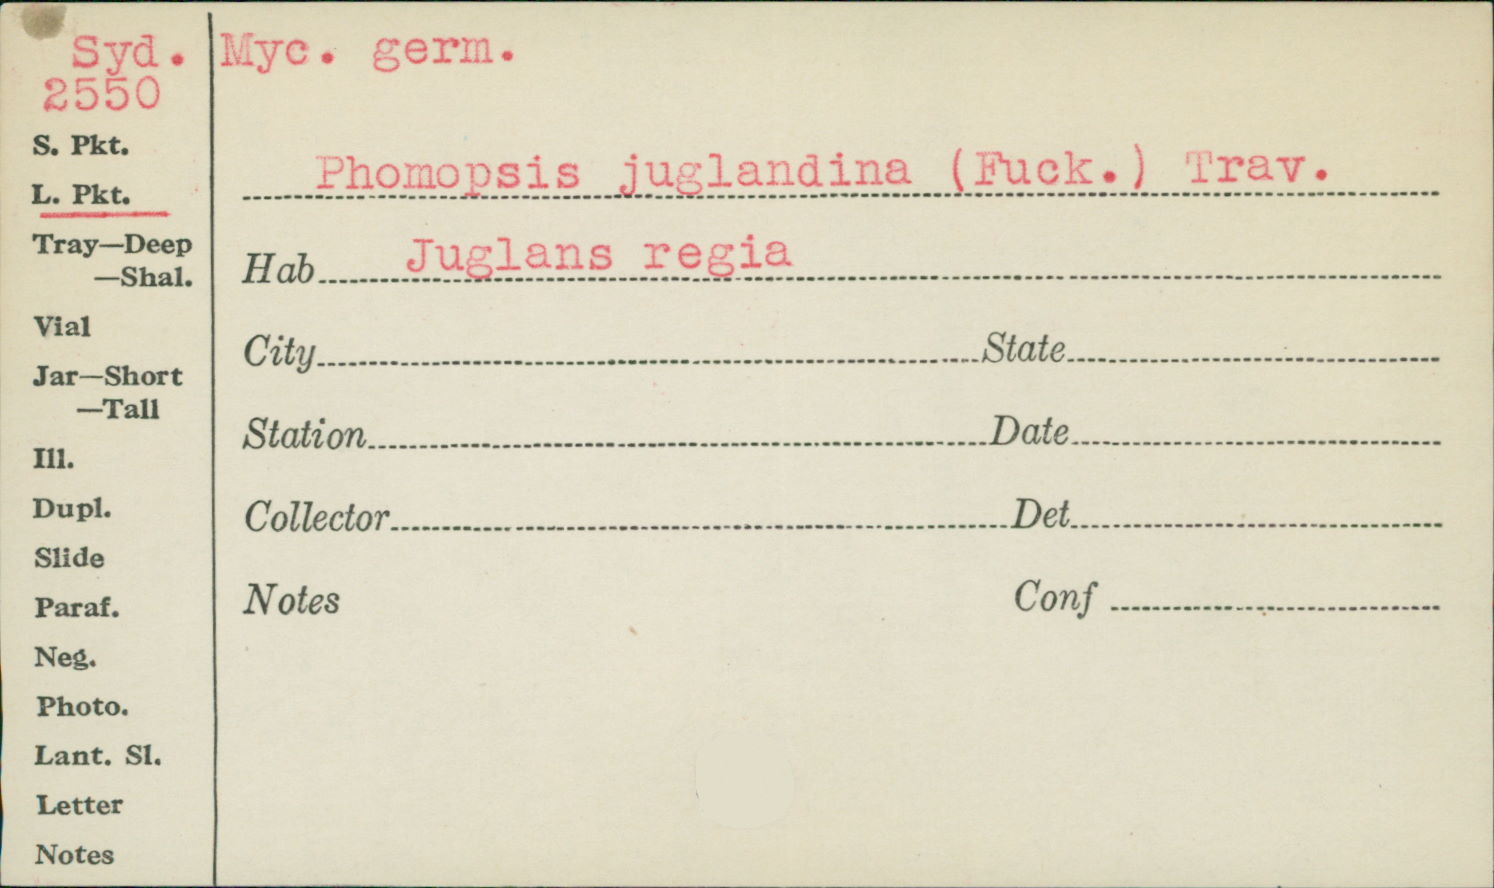 Syd.
2550
S. Pkt.
L. Pkt.
Tray—Deep
—Shal.
Vial
Jar—Short
—Tall
Ill.
Dupl.
Slide
Paraf.
Neg.
Photo.
Lant. Sl.
Letter
Notes
Myc. germ.
Phomopsis juglandina (Fuck.) Trav.
Hab Juglans regia
City State
Station Date
Collector Det
Notes Conf